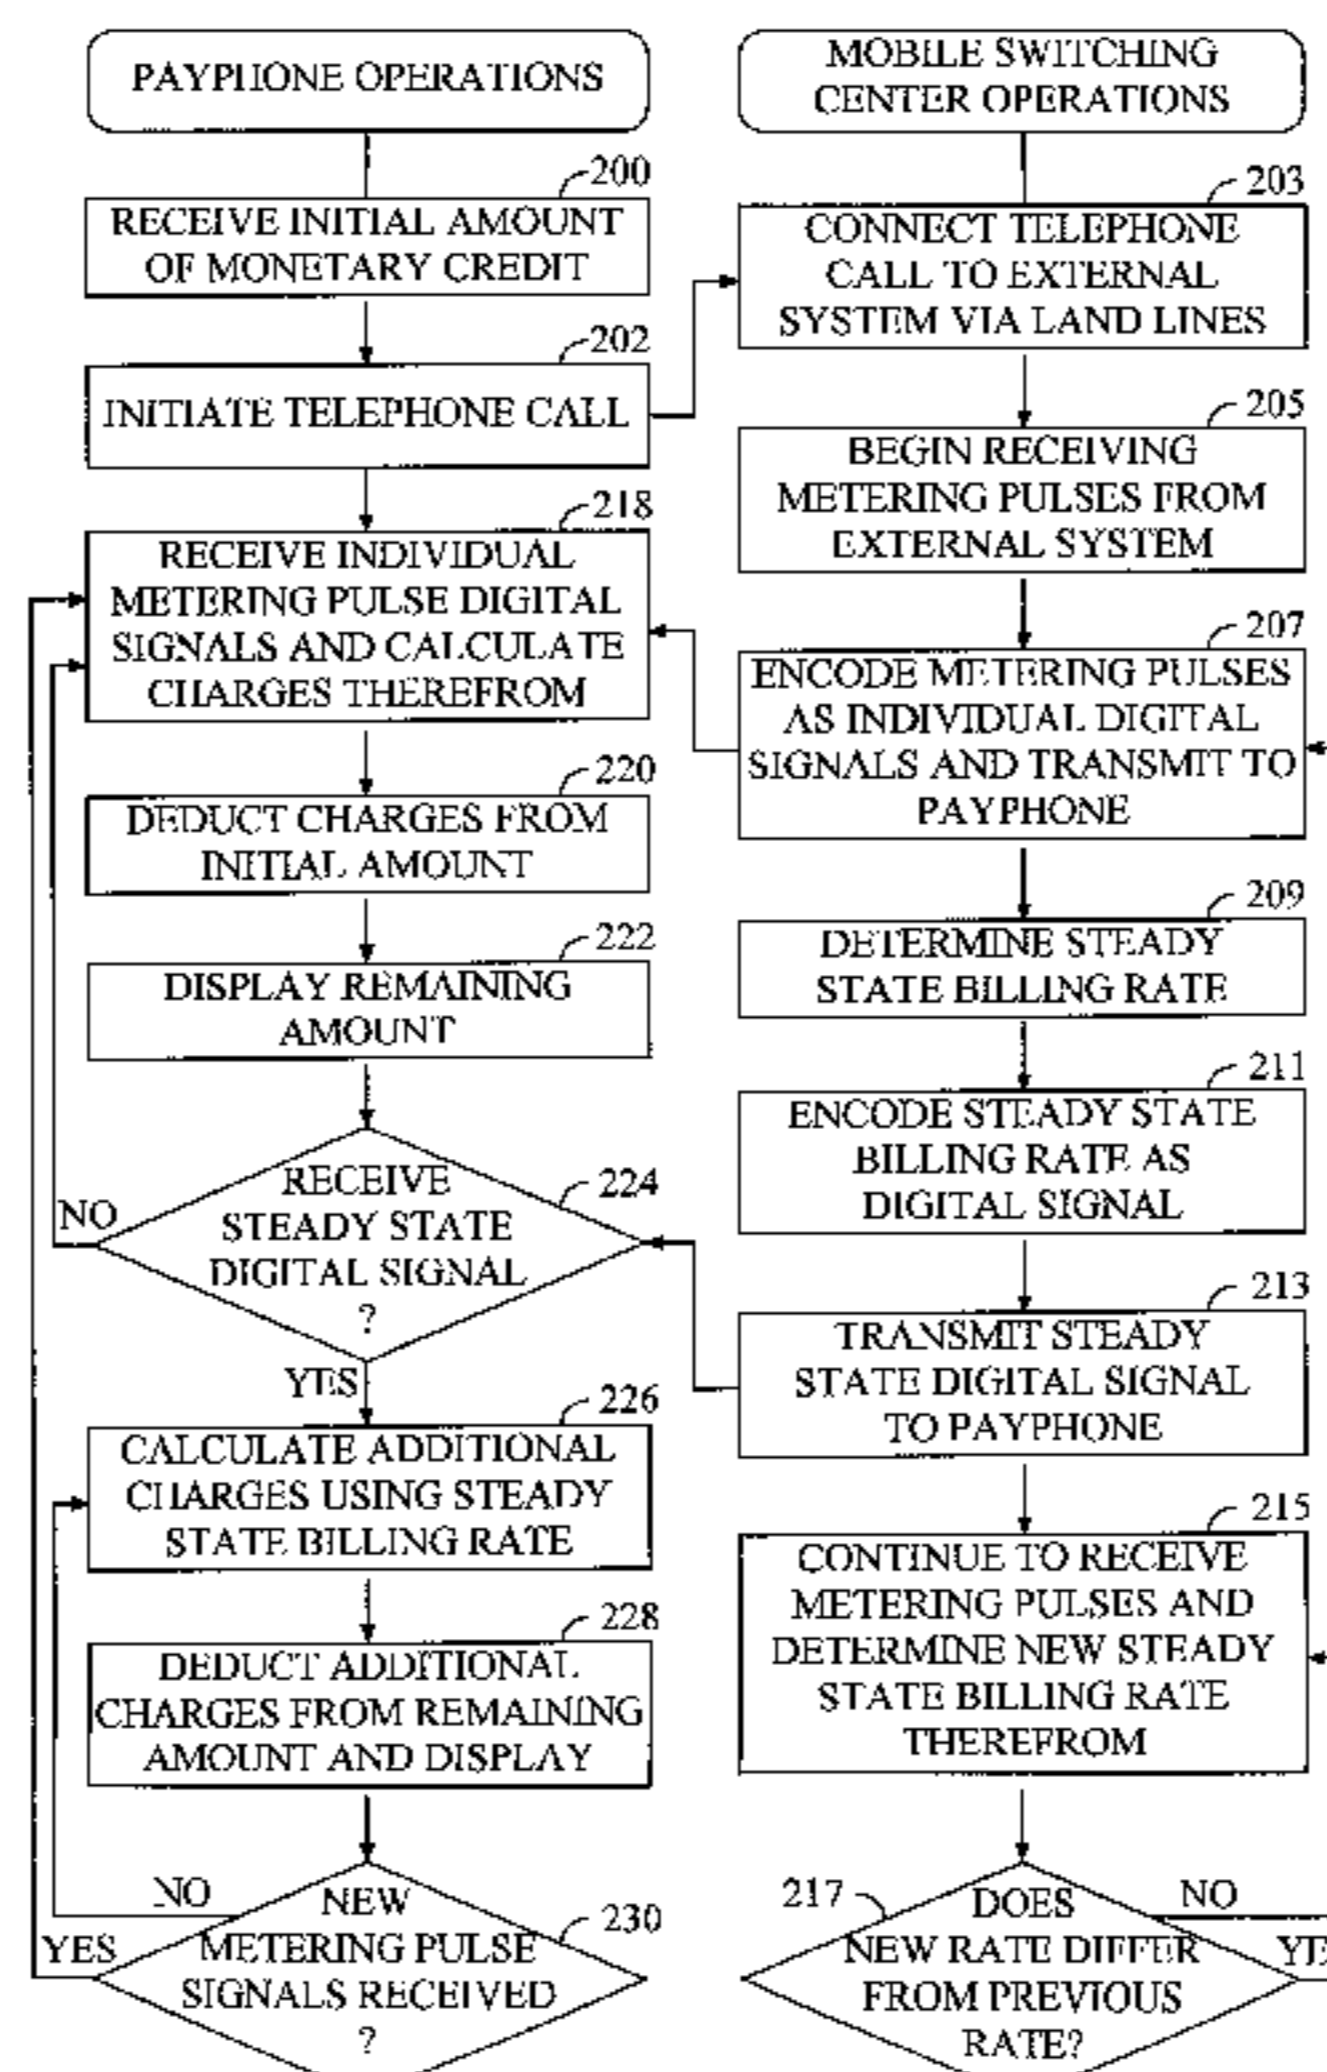 PAYPHONE OPERATIONS
200
RECEIVE INITIAL AMOUNT
OF MONETARY CREDIT
202
INITIATE TELEPHONE CALL
218
RECEIVE INDIVIDUAL
METERING PULSE DIGITAL
SIGNALS AND CALCULATE
CHARGES THEREFROM
220
DEDUCT CHARGES FROM
INITIAL AMOUNT
222
DISPLAY REMAINING
AMOUNT
224
RECEIVE
STEADY STATE
DIGITAL SIGNAL
?
NO
YES
226
CALCULATE ADDITIONAL
CHARGES USING STEADY
STATE BILLING RATE
228
DEDUCT ADDITIONAL
CHARGES FROM REMAINING
AMOUNT AND DISPLAY
230
NEW
METERING PULSE
SIGNALS RECEIVED
?
NO
YES
MOBILE SWITCHING
CENTER OPERATIONS
203
CONNECT TELEPHONE
CALL TO EXTERNAL
SYSTEM VIA LAND LINES
205
BEGIN RECEIVING
METERING PULSES FROM
EXTERNAL SYSTEM
207
ENCODE METERING PULSES
AS INDIVIDUAL DIGITAL
SIGNALS AND TRANSMIT TO
PAYPHONE
209
DETERMINE STEADY
STATE BILLING RATE
211
ENCODE STEADY STATE
BILLING RATE AS
DIGITAL SIGNAL
213
TRANSMIT STEADY
STATE DIGITAL SIGNAL
TO PAYPHONE
215
CONTINUE TO RECEIVE
METERING PULSES AND
DETERMINE NEW STEADY
STATE BILLING RATE
THEREFROM
217
DOES
NEW RATE DIFFER
FROM PREVIOUS
RATE?
NO